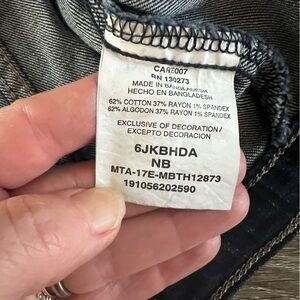 CARE007
RN 130273
MADE IN BANGLADESH
HECHO EN BANGLADESH
62% COTTON 37% RAYON 1% SPANDEX
62% ALGODON 37% RAYON 1% SPANDEX
EXCLUSIVE OF DECORATION/
EXCEPTO DECORACION
6JKBHDA
NB
MTA-17E-MBTH12873
191056202590